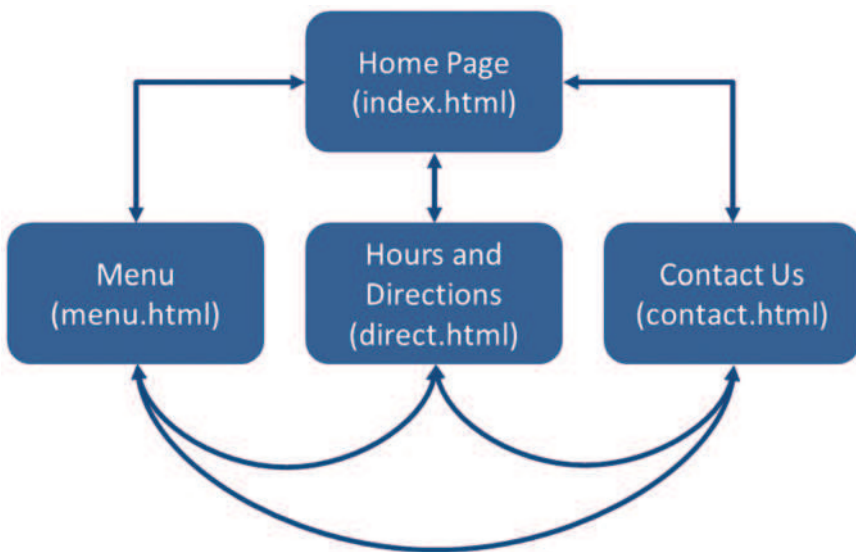 Home Page
(index.html)
Menu
(menu.html)
Hours and
Directions
(direct.html)
Contact Us
(contact.html)